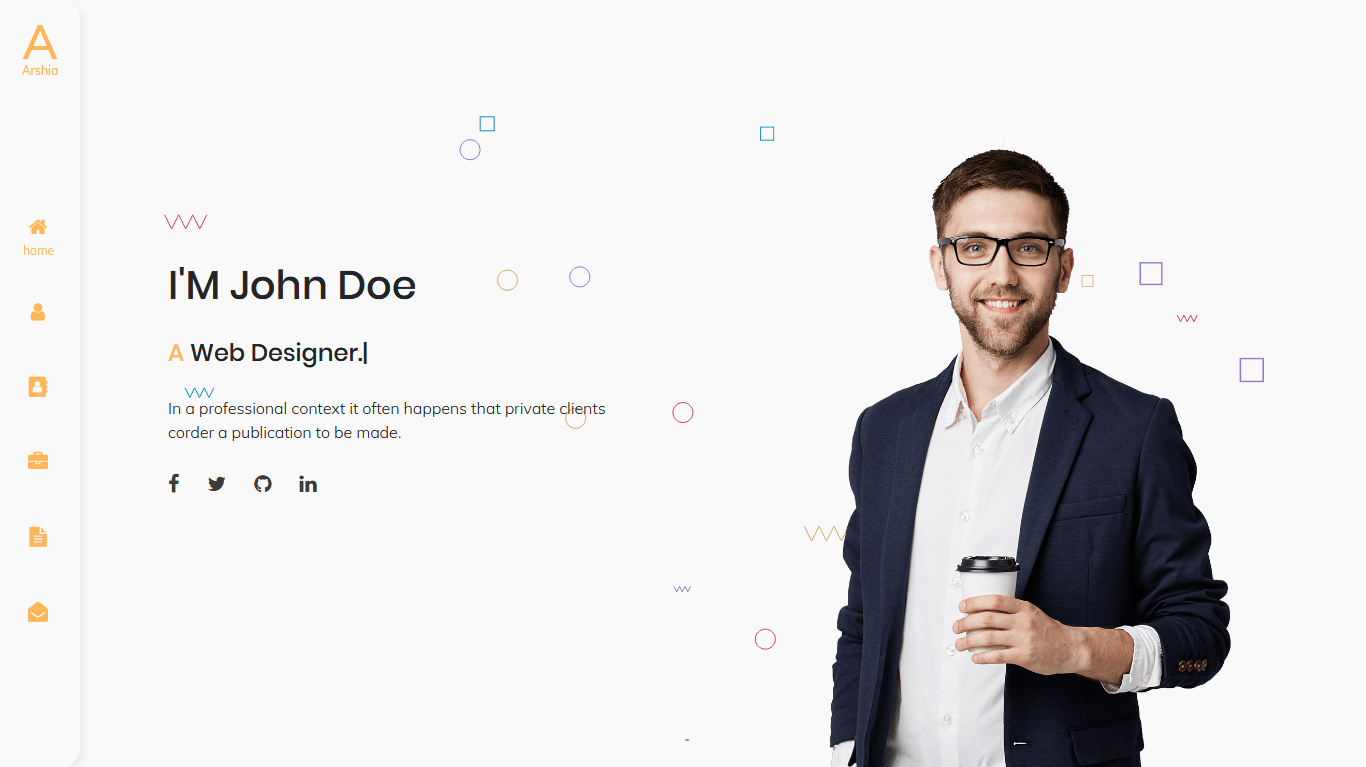 A
Arshia
home
I'M John Doe
A Web Designer.|
In a professional context it often happens that private clients
corder a publication to be made.